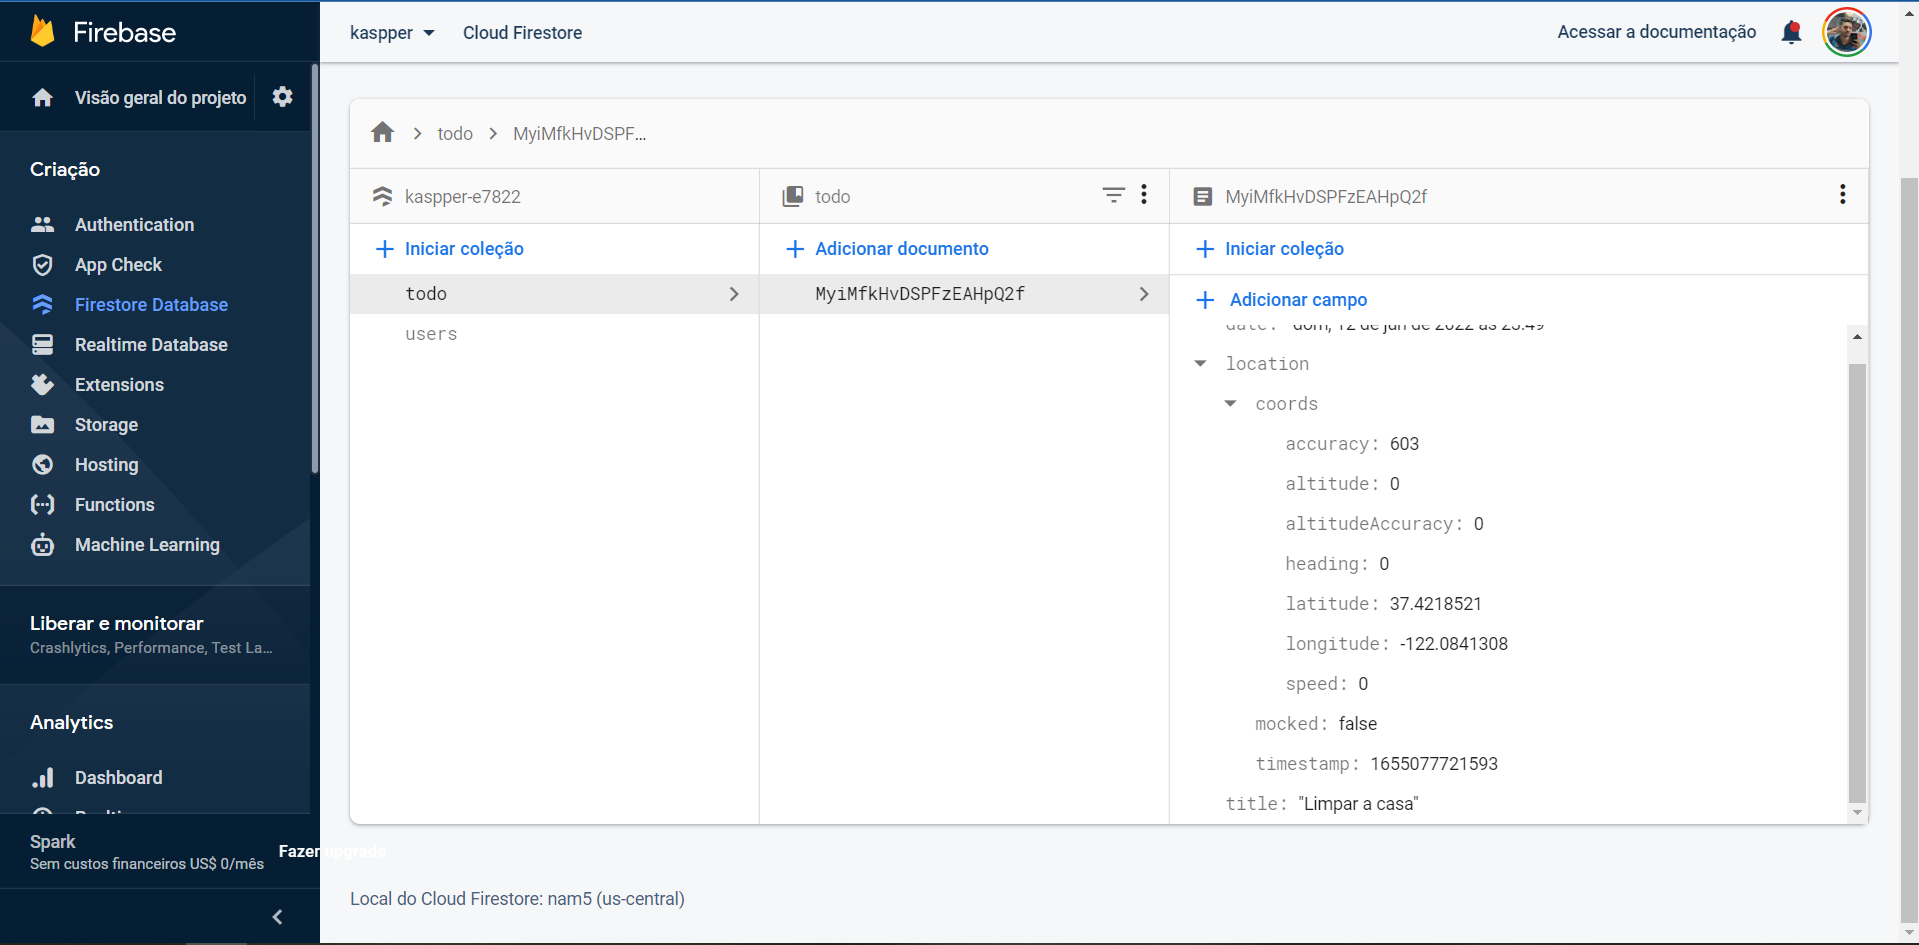 Firebase
Visão geral do projeto
Criação
Authentication
App Check
Firestore Database
Realtime Database
Extensions
Storage
Hosting
Functions
Machine Learning
Liberar e monitorar
Crashlytics, Performance, Test La...
Analytics
Dashboard
Spark
Sem custos financeiros US$ 0/mês
Fazer upgrade
kaspper
Cloud Firestore
Acessar a documentação
todo
MyiMfkHvDSPF...
kaspper-e7822
Iniciar coleção
todo
users
todo
Adicionar documento
MyiMfkHvDSPFzEAHpQ2f
MyiMfkHvDSPFzEAHpQ2f
Iniciar coleção
Adicionar campo
date: "dom, 12 de jun de 2022 às 23:49"
location
coords
accuracy: 603
altitude: 0
altitudeAccuracy: 0
heading: 0
latitude: 37.4218521
longitude: -122.0841308
speed: 0
mocked: false
timestamp: 1655077721593
title: "Limpar a casa"
Local do Cloud Firestore: nam5 (us-central)